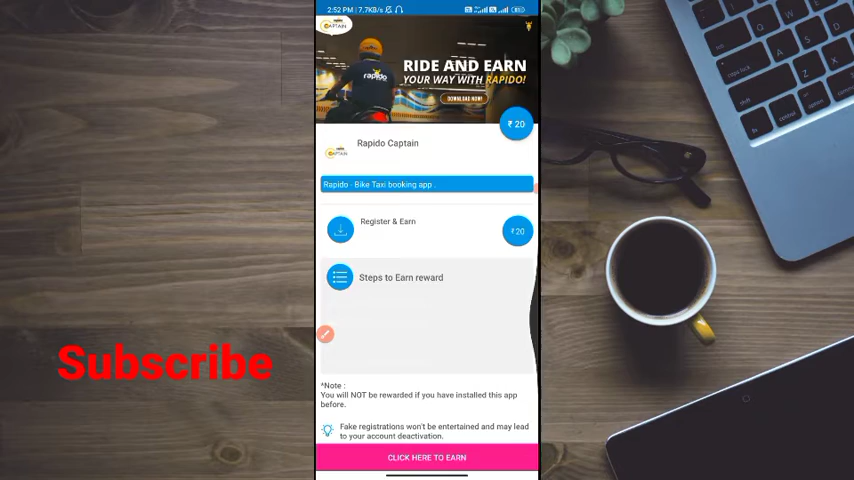 2:52 PM | 7.7KB/s
CAPTAIN
rapido
RIDE AND EARN
YOUR WAY WITH RAPIDO!
DOWNLOAD NOW!
₹ 20
CAPTAIN
Rapido Captain
Rapido - Bike Taxi booking app .
Register & Earn
₹20
Steps to Earn reward
*Note :
You will NOT be rewarded if you have installed this app
before.
Fake registrations won't be entertained and may lead
to your account deactivation.
CLICK HERE TO EARN
Subscribe